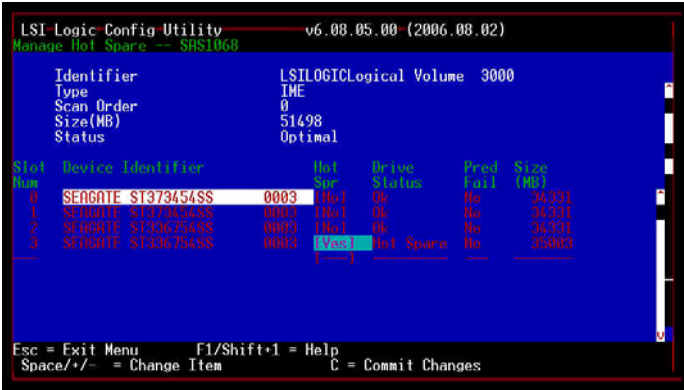 LSI Logic Config Utility v6.08.05.00 (2006.08.02)
Manage Hot Spare -- SAS1068
Identifier LSILOGICLogical Volume 3000
Type IME
Scan Order 0
Size(MB) 51498
Status Optimal
Slot Device Identifier Hot Drive Pred Size
Num Spr Status Fail (MB)
0 SEAGATE ST373454SS 0003 [No] Ok No 34331
1 SEAGATE ST373454SS 0003 [No] Ok No 34331
2 SEAGATE ST336754SS 0003 [No] Ok No 34331
3 SEAGATE ST336754SS 0003 [Yes] Hot Spare No 35003
Esc = Exit Menu F1/Shift+1 = Help
Space/+/- = Change Item C = Commit Changes